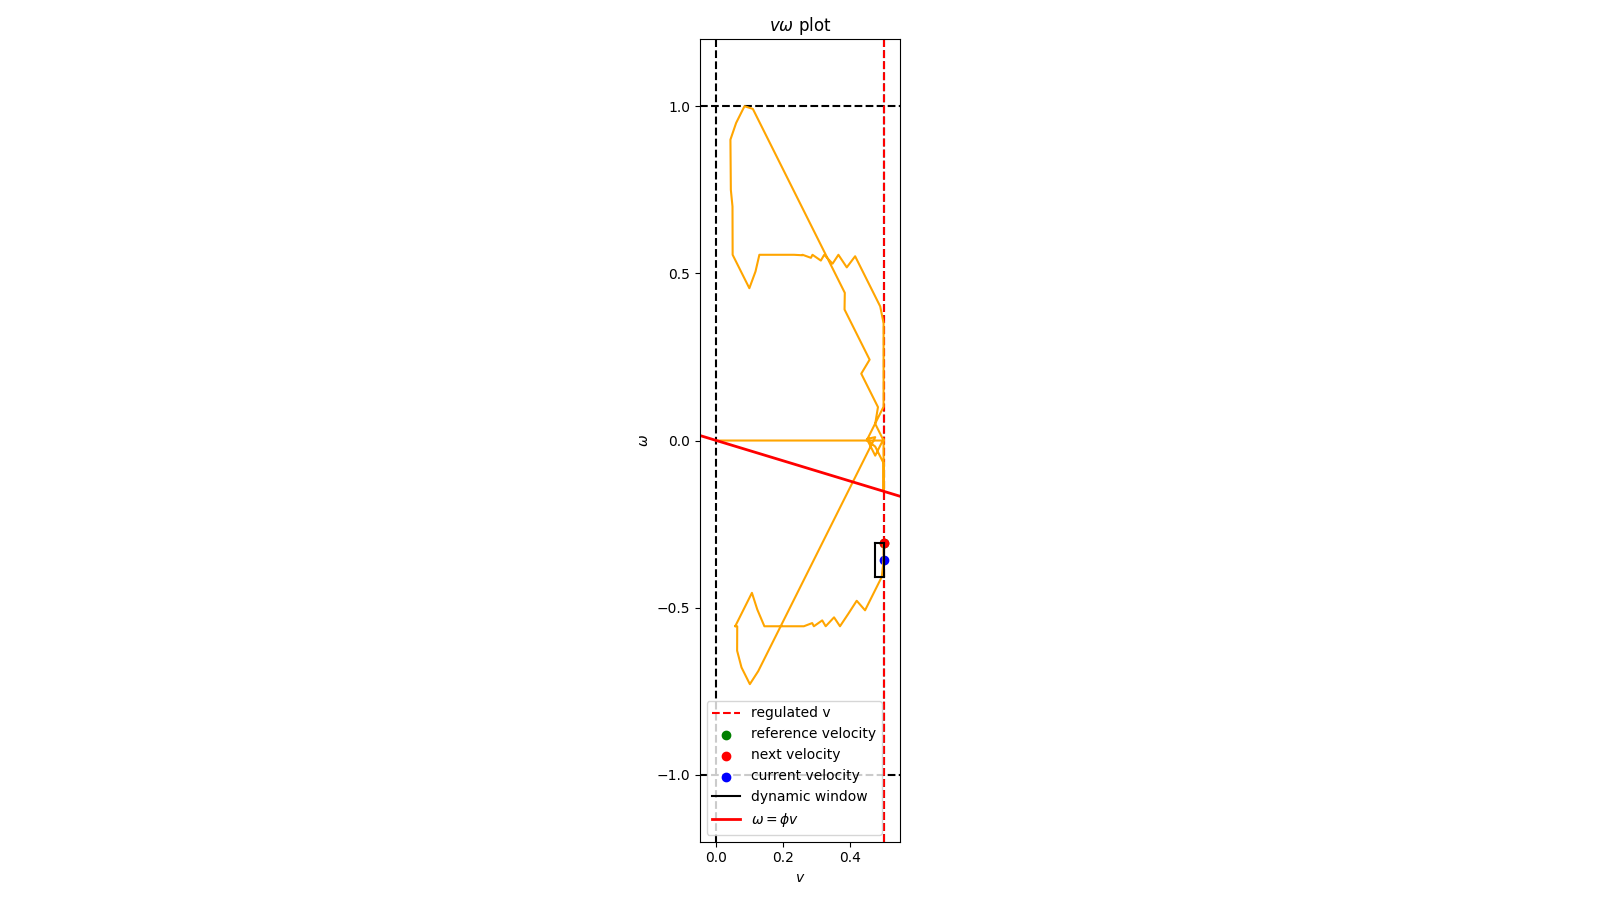 vω plot
1.0
0.5
0.0
−0.5
−1.0
ω
0.0 0.2 0.4
v
regulated v
reference velocity
next velocity
current velocity
dynamic window
ω = ϕv